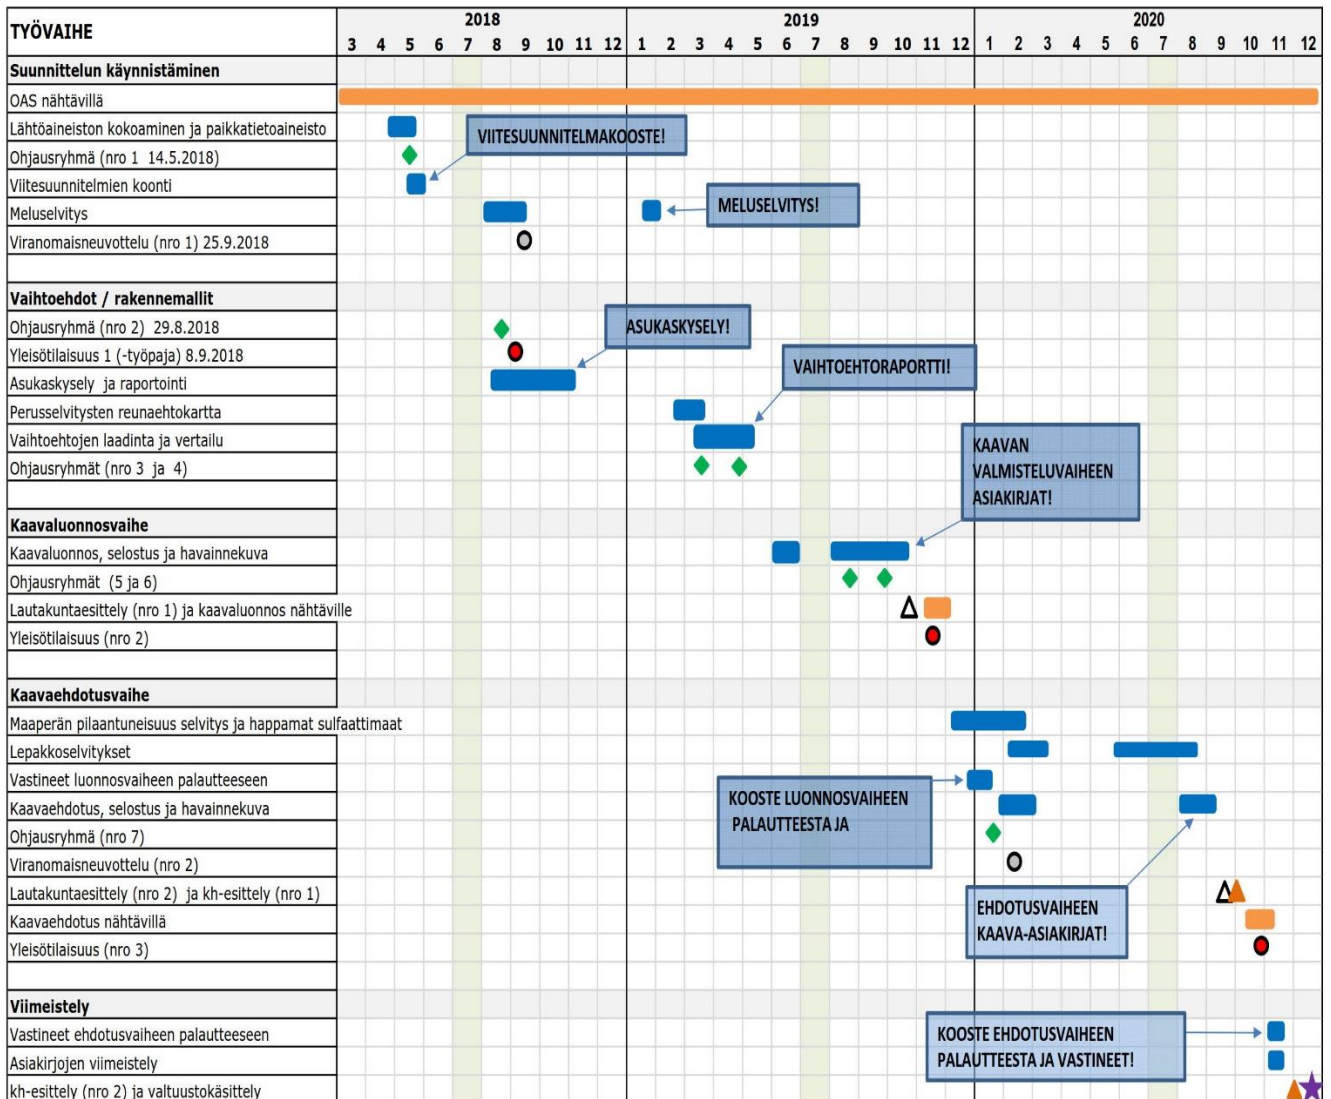 TYÖVAIHE
2018 2019 2020
3 4 5 6 7 8 9 10 11 12 1 2 3 4 5 6 7 8 9 10 11 12 1 2 3 4 5 6 7 8 9 10 11 12
Suunnittelun käynnistäminen
OAS nähtävillä
Lähtöaineiston kokoaminen ja paikkatietoaineisto
VIITESUUNNITELMAKOOSTE!
Ohjausryhmä (nro 1 14.5.2018)
Viitesuunnitelmien koonti
Meluselvitys
MELUSELVITYS!
Viranomaisneuvottelu (nro 1) 25.9.2018
Vaihtoehdot / rakennemallit
Ohjausryhmä (nro 2) 29.8.2018
ASUKASKYSELY!
Yleisötilaisuus 1 (-työpaja) 8.9.2018
VAIHTOEHTORAPORTTI!
Asukaskysely ja raportointi
Perusselvitysten reunaehtokartta
Vaihtoehtojen laadinta ja vertailu
Ohjausryhmät (nro 3 ja 4)
KAAVAN
VALMISTELUVAIHEEN
ASIAKIRJAT!
Kaavaluonnosvaihe
Kaavaluonnos, selostus ja havainnekuva
Ohjausryhmät (5 ja 6)
Lautakuntaesittely (nro 1) ja kaavaluonnos nähtäville
Yleisötilaisuus (nro 2)
Kaavaehdotusvaihe
Maaperän pilaantuneisuus selvitys ja happamat sulfaattimaat
Lepakkoselvitykset
Vastineet luonnosvaiheen palautteeseen
KOOSTE LUONNOSVAIHEEN
PALAUTTEESTA JA
Kaavaehdotus, selostus ja havainnekuva
Ohjausryhmä (nro 7)
Viranomaisneuvottelu (nro 2)
Lautakuntaesittely (nro 2) ja kh-esittely (nro 1)
EHDOTUSVAIHEEN
KAAVA-ASIAKIRJAT!
Kaavaehdotus nähtävillä
Yleisötilaisuus (nro 3)
Viimeistely
Vastineet ehdotusvaiheen palautteeseen
KOOSTE EHDOTUSVAIHEEN
PALAUTTEESTA JA VASTINEET!
Asiakirjojen viimeistely
kh-esittely (nro 2) ja valtuustokäsittely